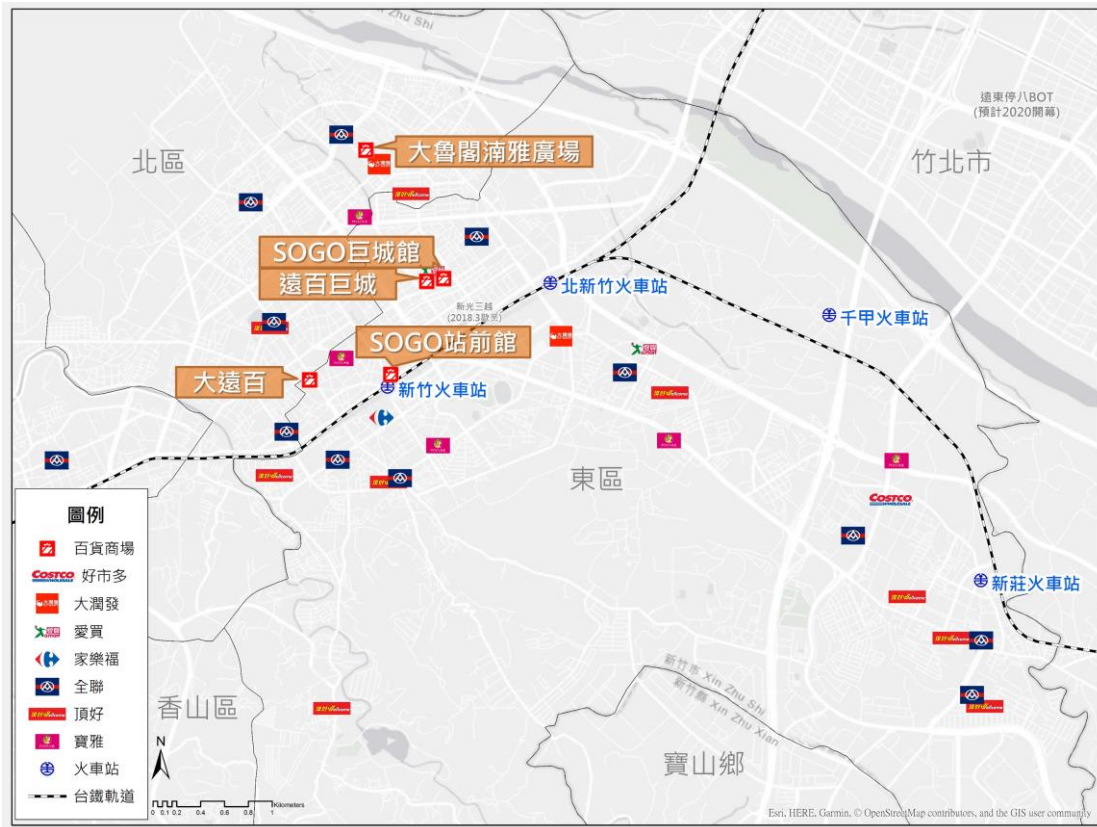 Zhu Shi
Xin Zhu Shi
遠東停八BOT
(預計2020開幕)
北區
竹北市
大魯閣湳雅廣場
SOGO巨城館
遠百巨城
北新竹火車站
千甲火車站
新光三越
SOGO站前館
大遠百
新竹火車站
東區
COSTCO
WHOLESALE
新莊火車站
圖例
百貨商場
COSTCO
WHOLESALE
好市多
大潤發
愛買
家樂福
全聯
頂好
寶雅
火車站
台鐵軌道
香山區
新竹市 Xin Zhu Shi
新竹縣 Xin Zhu Xian
寶山鄉
N
0 0.1 0.2 0.4 0.6 0.8 1
Kilometers
Esri, HERE, Garmin, © OpenStreetMap contributors, and the GIS user community